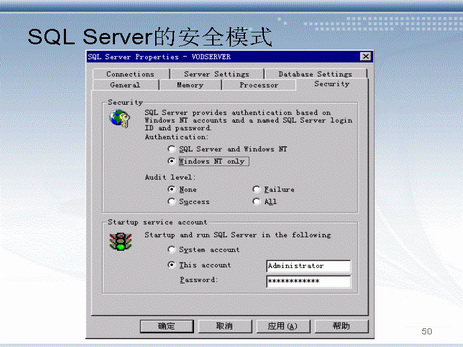 SQL Server的安全模式
SQL Server Properties - VODSERVER
Connections Server Settings Database Settings
General Memory Processor Security
Security
SQL Server provides authentication based on
Windows NT accounts and a named SQL Server login
ID and password.
Authentication:
SQL Server and Windows NT
Windows NT only
Audit level:
None Failure
Success All
Startup service account
Startup and run SQL Server in the following
System account
This account Administrator
Password: ************
确定 取消 应用(A) 帮助
50